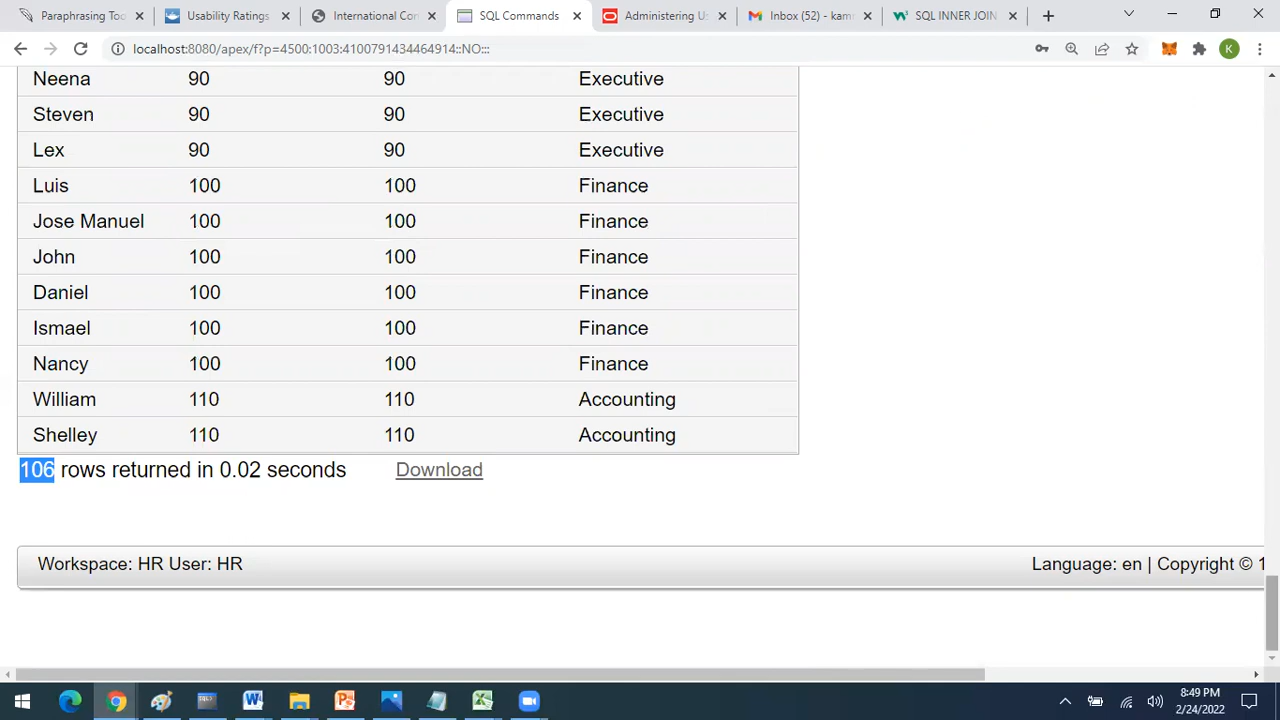 Paraphrasing Too
Usability Ratings
International Con
SQL Commands
Administering Us
Inbox (52) - kamr
SQL INNER JOIN
localhost:8080/apex/f?p=4500:1003:4100791434464914::NO:::
K
Neena 90 90 Executive
Steven 90 90 Executive
Lex 90 90 Executive
Luis 100 100 Finance
Jose Manuel 100 100 Finance
John 100 100 Finance
Daniel 100 100 Finance
Ismael 100 100 Finance
Nancy 100 100 Finance
William 110 110 Accounting
Shelley 110 110 Accounting
106 rows returned in 0.02 seconds Download
Workspace: HR User: HR Language: en | Copyright © 1
8:49 PM
2/24/2022